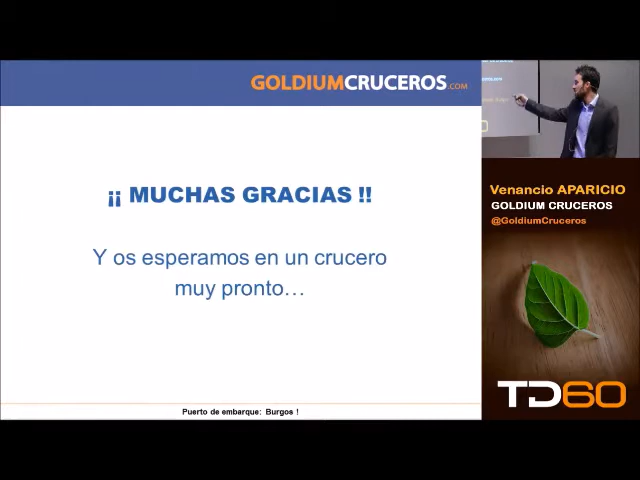 GOLDIUMCRUCEROS.COM
¡¡ MUCHAS GRACIAS !!
Y os esperamos en un crucero
muy pronto…
Puerto de embarque: Burgos !
Venancio APARICIO
GOLDIUM CRUCEROS
@GoldiumCruceros
TD60